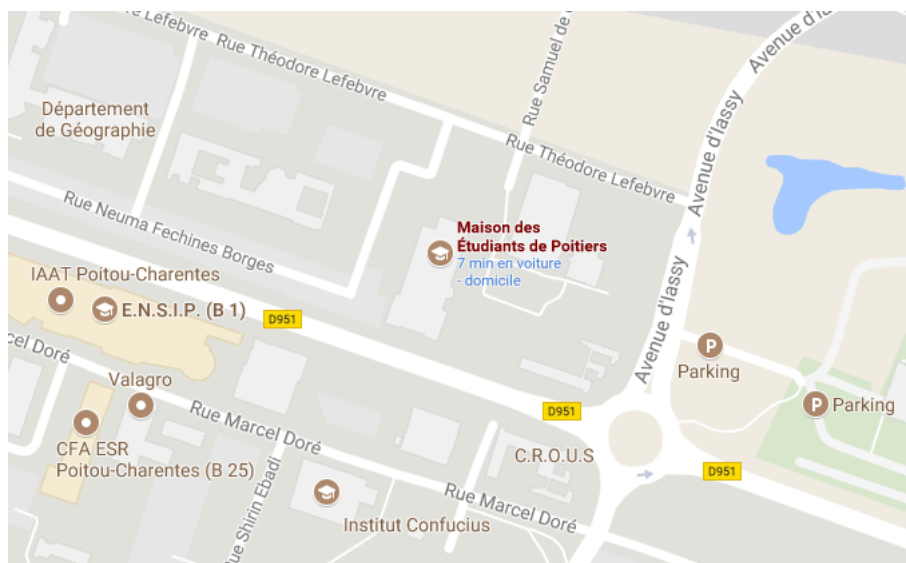 Lefebvre
Rue Théodore Lefebvre
Rue Samuel de
Avenue d'Iassy
Avenue d'Ia
Département
de Géographie
Rue Théodore Lefebvre
Rue Neuma Fechines Borges
Maison des
Étudiants de Poitiers
7 min en voiture
- domicile
IAAT Poitou-Charentes
E.N.S.I.P. (B 1)
D951
Avenue d'Iassy
P
Parking
cel Doré
Valagro
Rue Marcel Doré
D951
P
Parking
CFA ESR
Poitou-Charentes (B 25)
C.R.O.U.S
D951
Rue Shirin Ebadi
Institut Confucius
Rue Marcel Doré